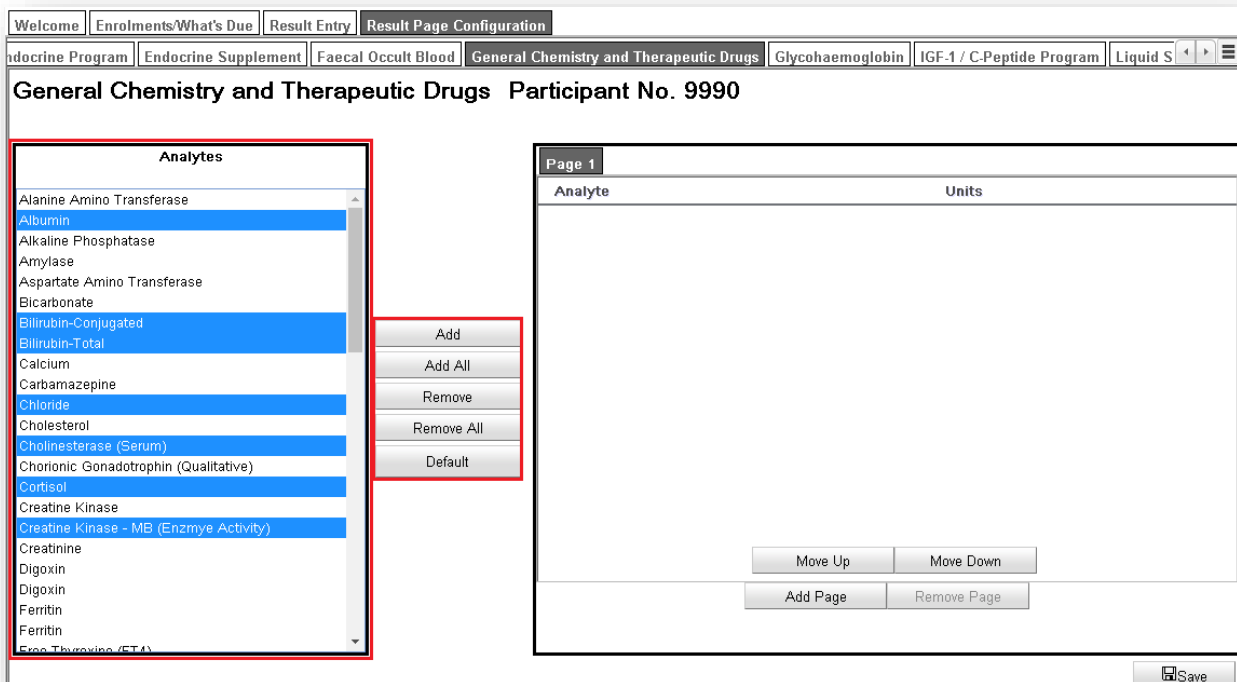 Welcome Enrolments/What's Due Result Entry Result Page Configuration
ndocrine Program Endocrine Supplement Faecal Occult Blood General Chemistry and Therapeutic Drugs Glycohaemoglobin IGF-1 / C-Peptide Program Liquid S
General Chemistry and Therapeutic Drugs Participant No. 9990
Analytes
Alanine Amino Transferase
Albumin
Alkaline Phosphatase
Amylase
Aspartate Amino Transferase
Bicarbonate
Bilirubin-Conjugated
Bilirubin-Total
Calcium
Carbamazepine
Chloride
Cholesterol
Cholinesterase (Serum)
Chorionic Gonadotrophin (Qualitative)
Cortisol
Creatine Kinase
Creatine Kinase - MB (Enzmye Activity)
Creatinine
Digoxin
Digoxin
Ferritin
Ferritin
Free Thyroxine (FT4)
Add
Add All
Remove
Remove All
Default
Page 1
Analyte Units
Move Up Move Down
Add Page Remove Page
Save